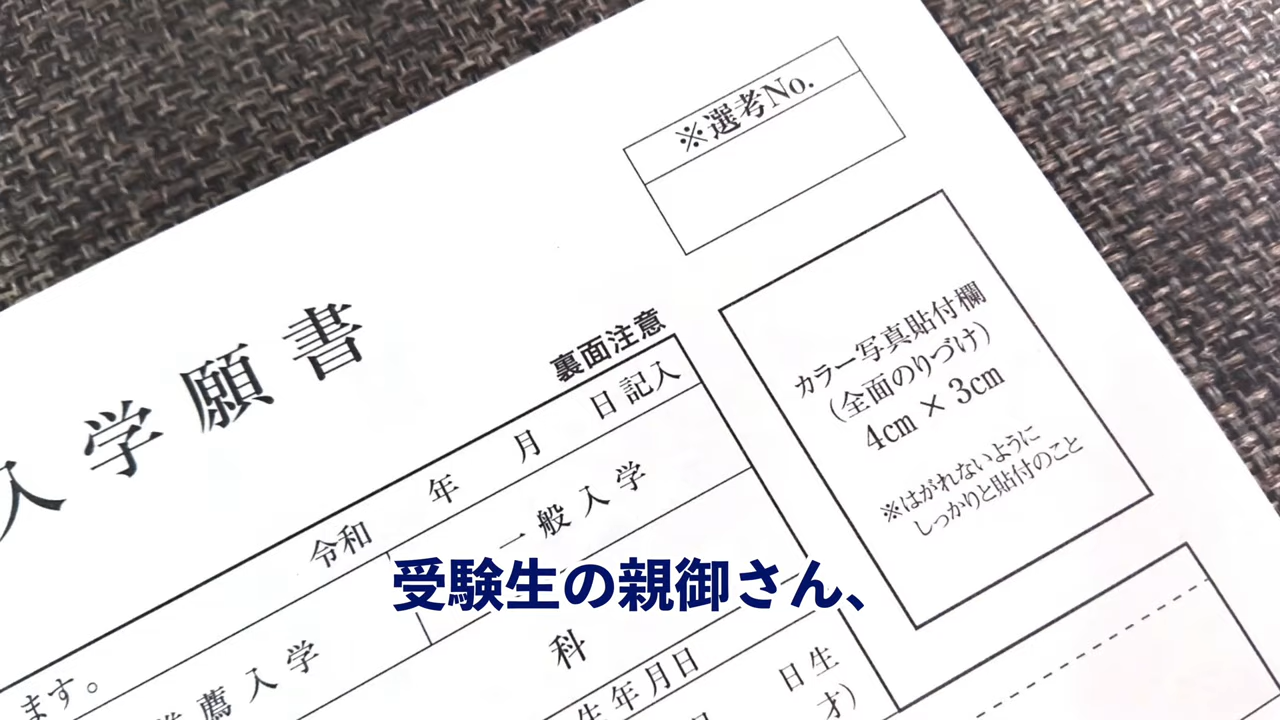 ※選考No.
入学願書
裏面注意
令和 年 月 日記入
一般入学
カラー写真貼付欄
(全面のりづけ)
4cm × 3cm
※はがれないように
しっかりと貼付のこと
受験生の親御さん、
科
ます。
薦入学
生年月日
日生
才)